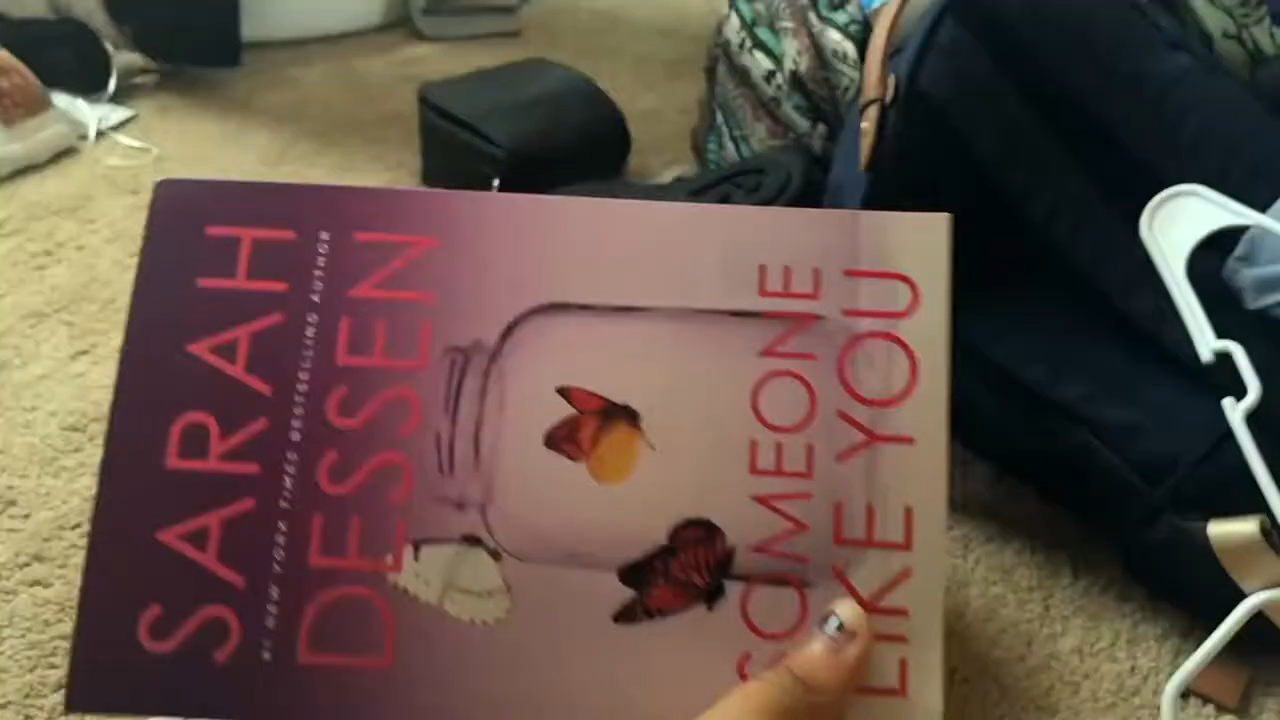 SARAH
#1 NEW YORK TIMES BESTSELLING AUTHOR
DESSEN
SOMEONE
LIKE YOU